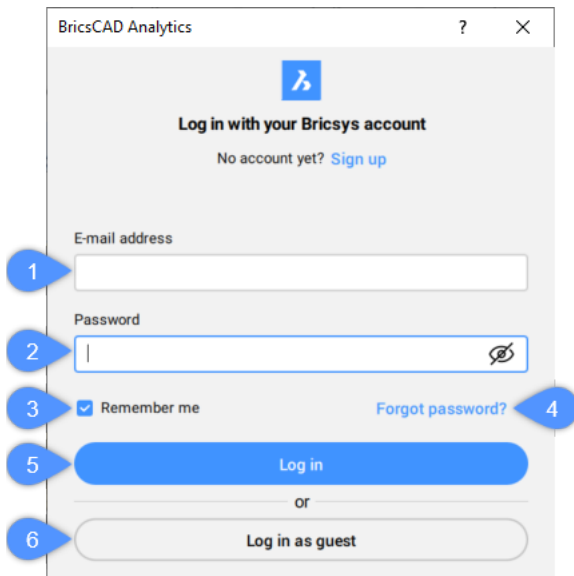 BricsCAD Analytics ? ×
Log in with your Bricsys account
No account yet? Sign up
E-mail address
1
Password
2
3 Remember me Forgot password? 4
5 Log in
or
6 Log in as guest